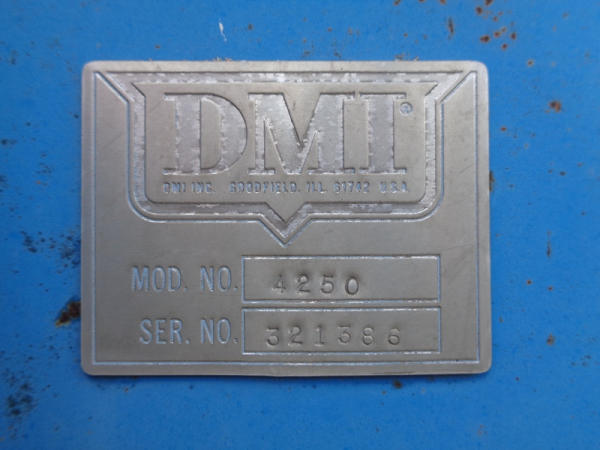 DMI®
DMI INC. GOODFIELD, ILL. 61742 U.S.A.
MOD. NO. 4250
SER. NO. 321386